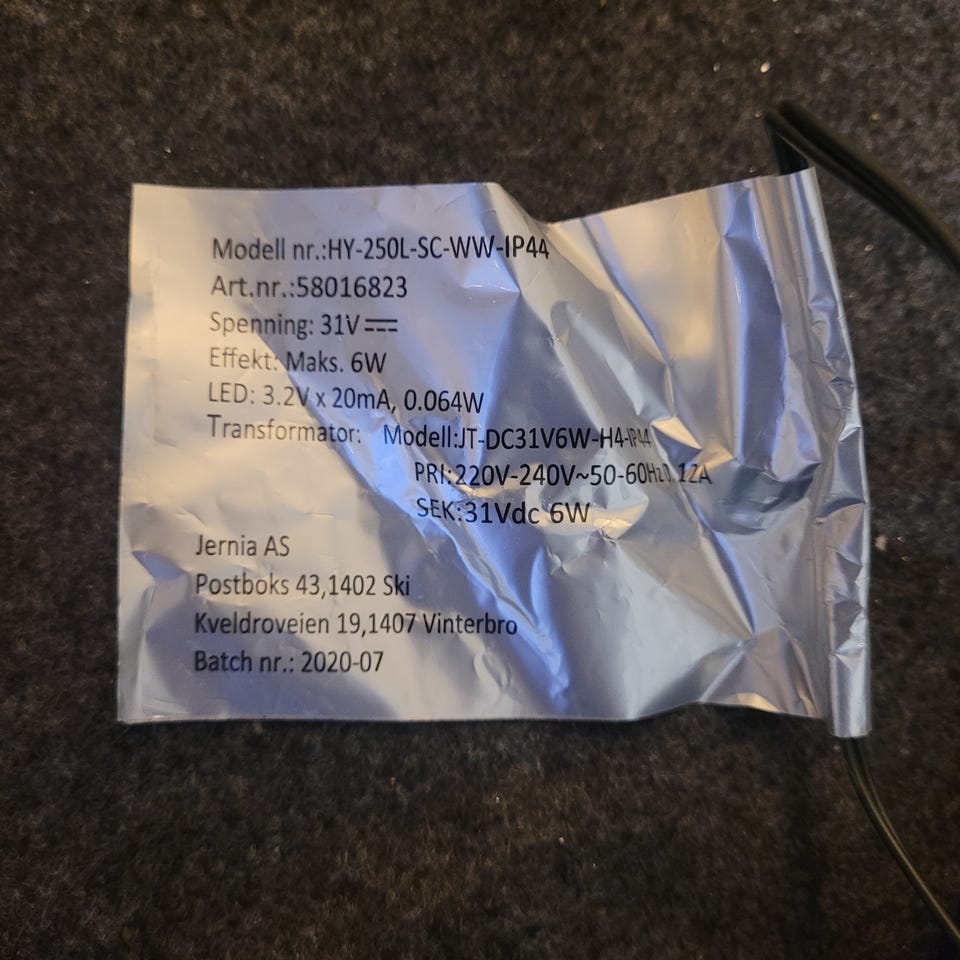 Modell nr.:HY-250L-SC-WW-IP44
Art.nr.:58016823
Spenning: 31V⎓
Effekt: Maks. 6W
LED: 3.2V x 20mA, 0.064W
Transformator: Modell:JT-DC31V6W-H4-IP44
PRI:220V-240V~50-60Hz 0.12A
SEK:31Vdc 6W
Jernia AS
Postboks 43,1402 Ski
Kveldroveien 19,1407 Vinterbro
Batch nr.: 2020-07